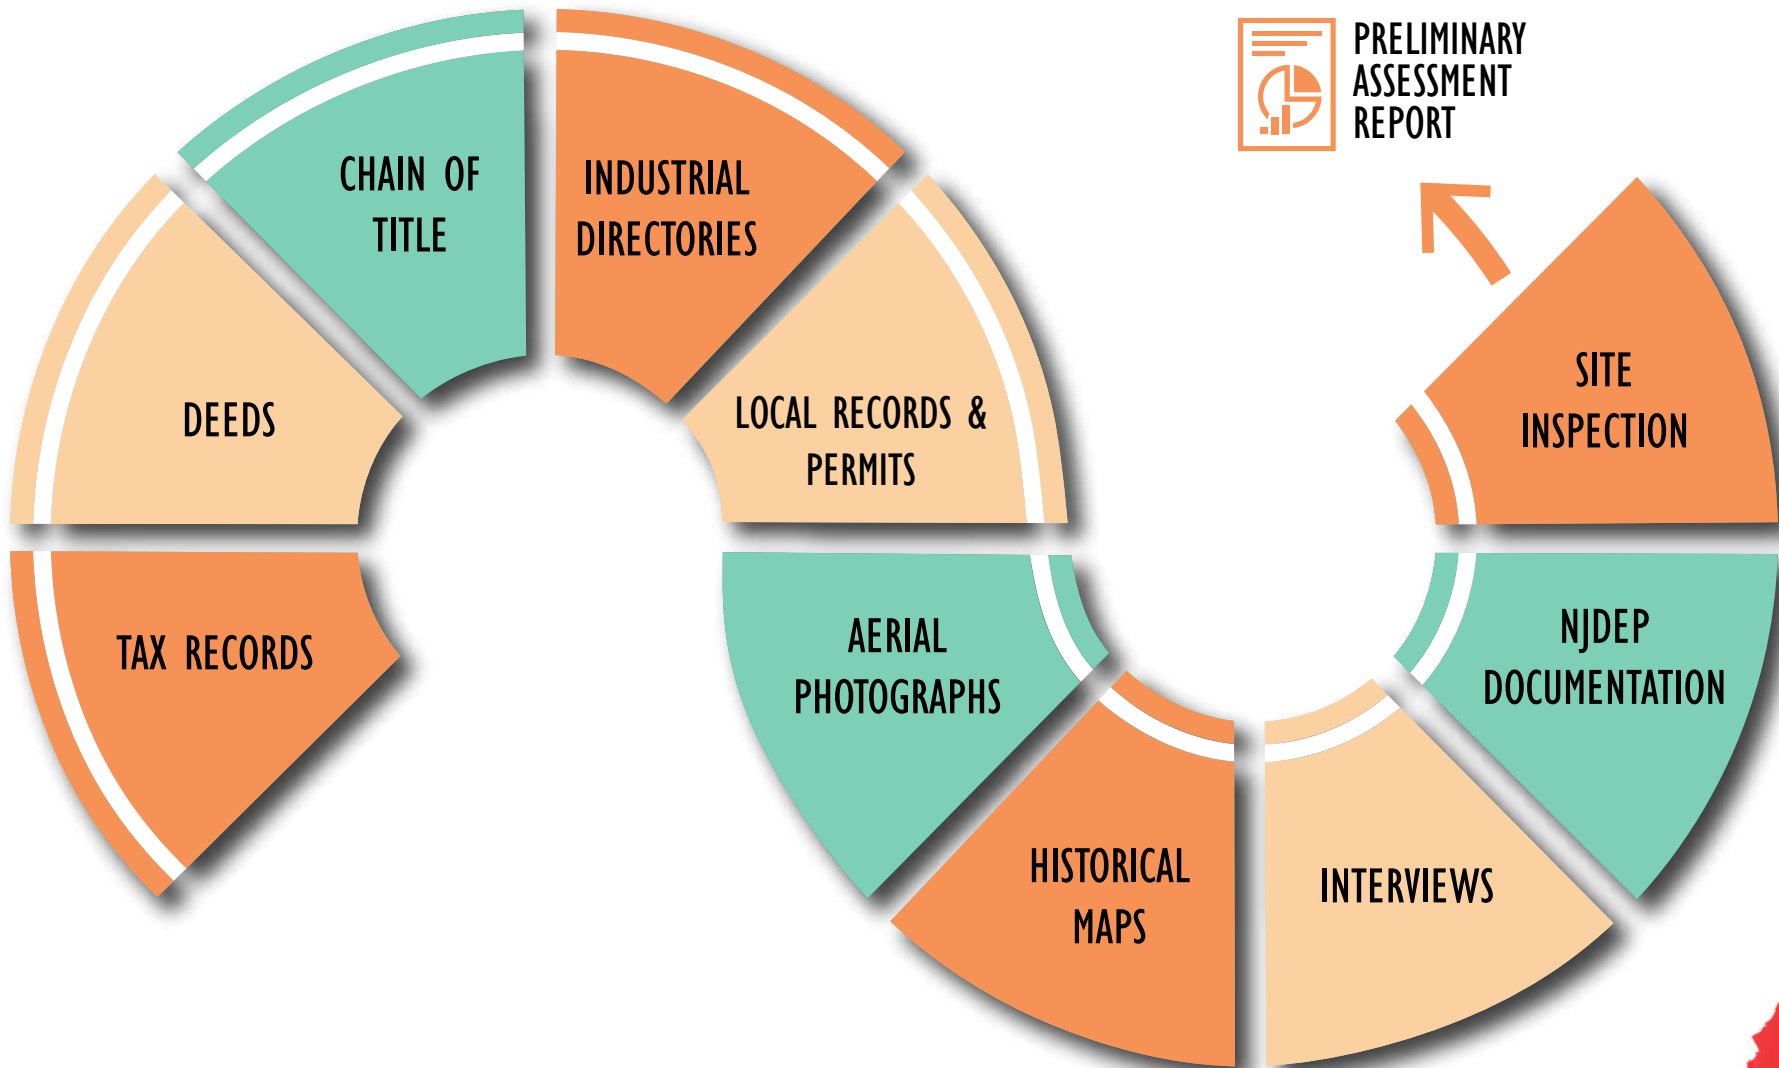 TAX RECORDS
DEEDS
CHAIN OF
TITLE
INDUSTRIAL
DIRECTORIES
LOCAL RECORDS &
PERMITS
AERIAL
PHOTOGRAPHS
HISTORICAL
MAPS
INTERVIEWS
NJDEP
DOCUMENTATION
SITE
INSPECTION
PRELIMINARY
ASSESSMENT
REPORT